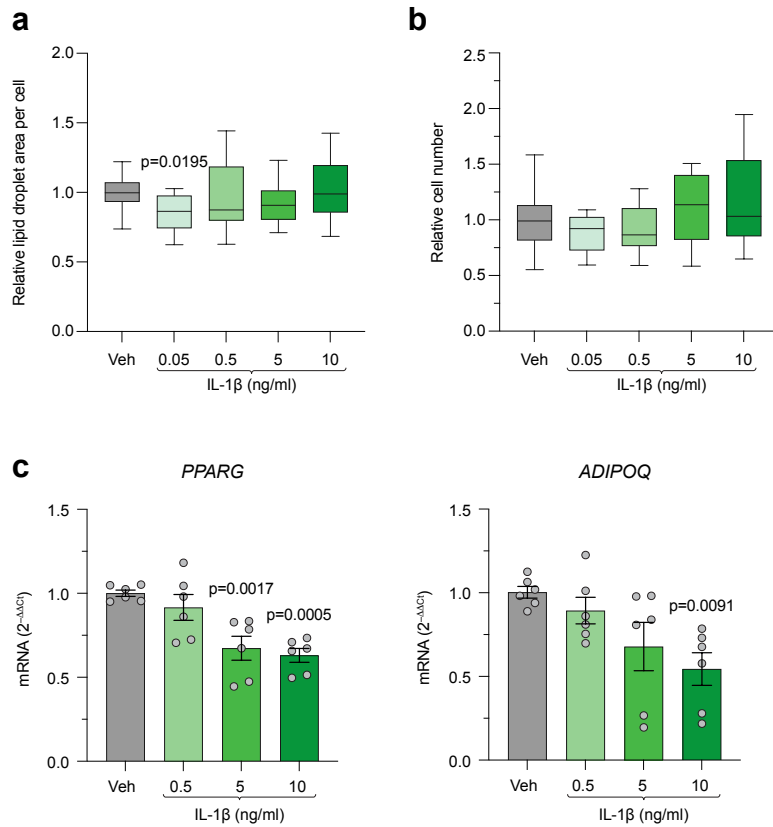 a
Relative lipid droplet area per cell
2.0
1.5
1.0
0.5
0.0
p=0.0195
Veh 0.05 0.5 5 10
IL-1β (ng/ml)
b
Relative cell number
2.5
2.0
1.5
1.0
0.5
0.0
Veh 0.05 0.5 5 10
IL-1β (ng/ml)
c
PPARG
mRNA (2⁻ΔΔCt)
1.5
1.0
0.5
0.0
p=0.0017
p=0.0005
Veh 0.5 5 10
IL-1β (ng/ml)
ADIPOQ
mRNA (2⁻ΔΔCt)
1.5
1.0
0.5
0.0
p=0.0091
Veh 0.5 5 10
IL-1β (ng/ml)